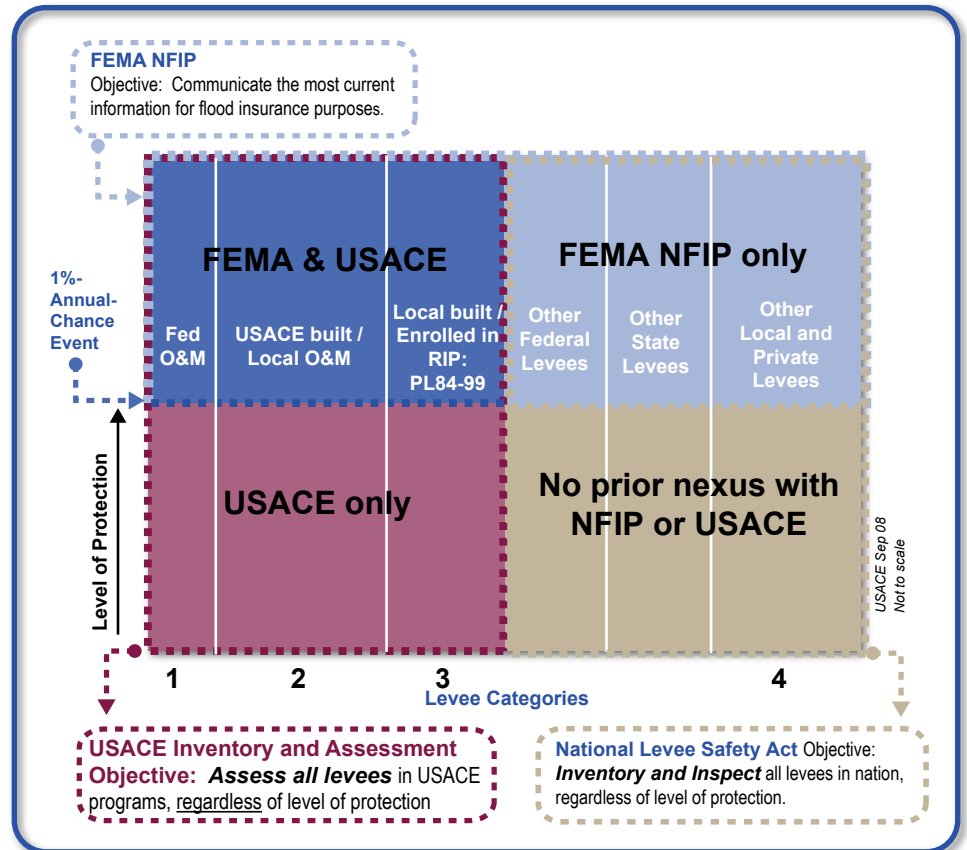 FEMA NFIP
Objective:  Communicate the most current
information for flood insurance purposes.
FEMA & USACE
FEMA NFIP only
1%-
Annual-
Chance
Event
Fed
O&M
USACE built /
Local O&M
Local built /
Enrolled in
RIP:
PL84-99
Other
Federal
Levees
Other
State
Levees
Other
Local and
Private
Levees
Level of Protection
USACE only
No prior nexus with
NFIP or USACE
USACE Sep 08
Not to scale
1 2 3 4
Levee Categories
USACE Inventory and Assessment
Objective:  Assess all levees in USACE
programs, regardless of level of protection
National Levee Safety Act Objective:
Inventory and Inspect all levees in nation,
regardless of level of protection.